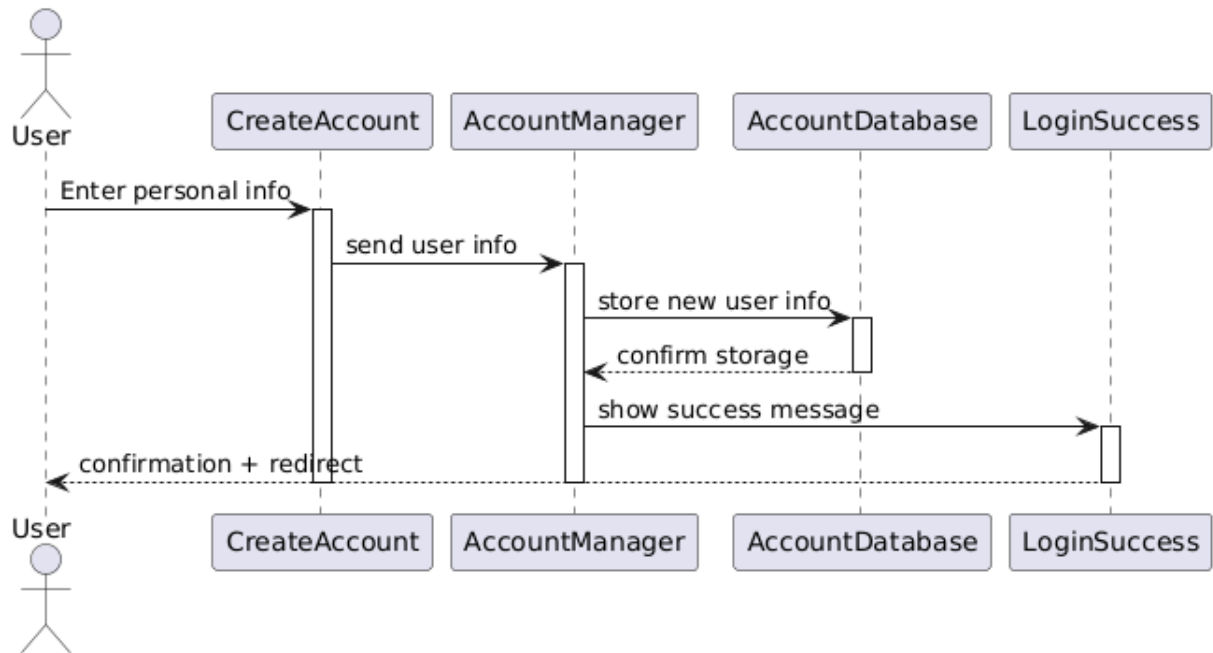 User
CreateAccount
AccountManager
AccountDatabase
LoginSuccess
Enter personal info
send user info
store new user info
confirm storage
show success message
confirmation + redirect
User
CreateAccount
AccountManager
AccountDatabase
LoginSuccess